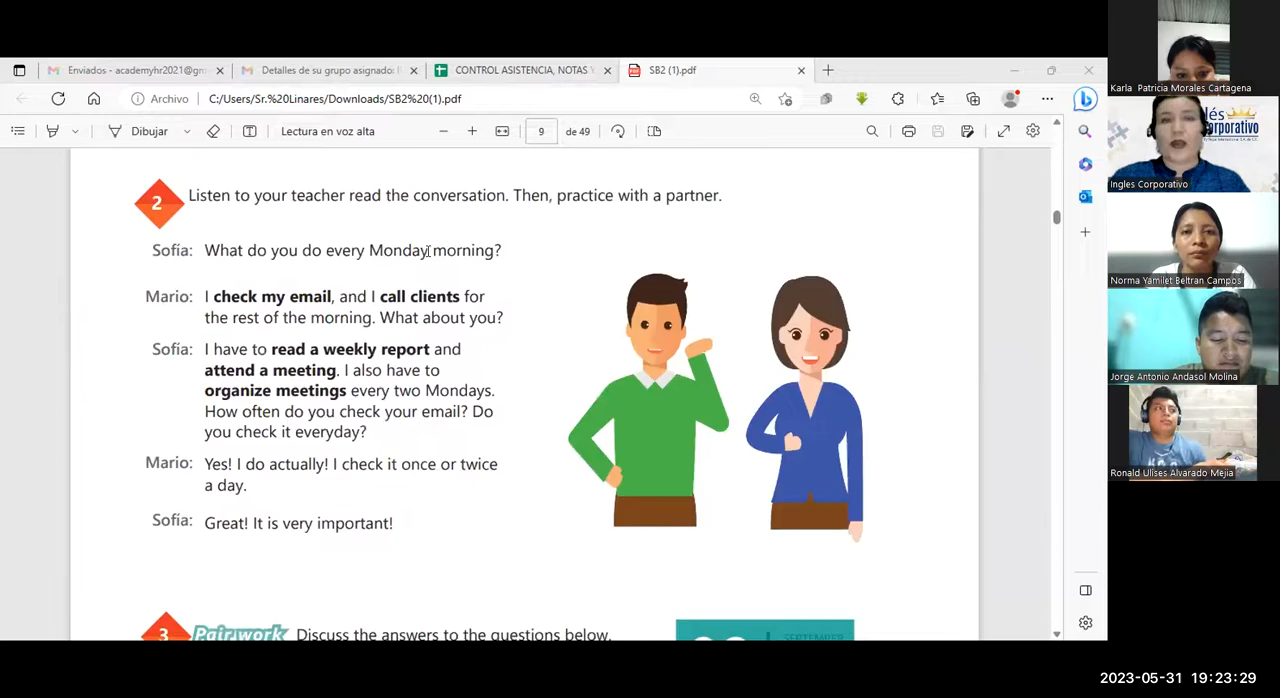 Enviados - academyhr2021@gm
Detalles de su grupo asignado
CONTROL ASISTENCIA, NOTAS Y
SB2 (1).pdf
Archivo
C:/Users/Sr.%20Linares/Downloads/SB2%20(1).pdf
Dibujar
Lectura en voz alta
9
de 49
2
Listen to your teacher read the conversation. Then, practice with a partner.
Sofía: What do you do every Monday morning?
Mario: I check my email, and I call clients for
the rest of the morning. What about you?
Sofía: I have to read a weekly report and
attend a meeting. I also have to
organize meetings every two Mondays.
How often do you check your email? Do
you check it everyday?
Mario: Yes! I do actually! I check it once or twice
a day.
Sofía: Great! It is very important!
3
Pair work Discuss the answers to the questions below.
SEPTEMBER
Karla Patricia Morales Cartagena
Ingles Corporativo
Norma Yamilet Beltran Campos
Jorge Antonio Andasol Molina
Ronald Ulises Alvarado Mejia
2023-05-31 19:23:29